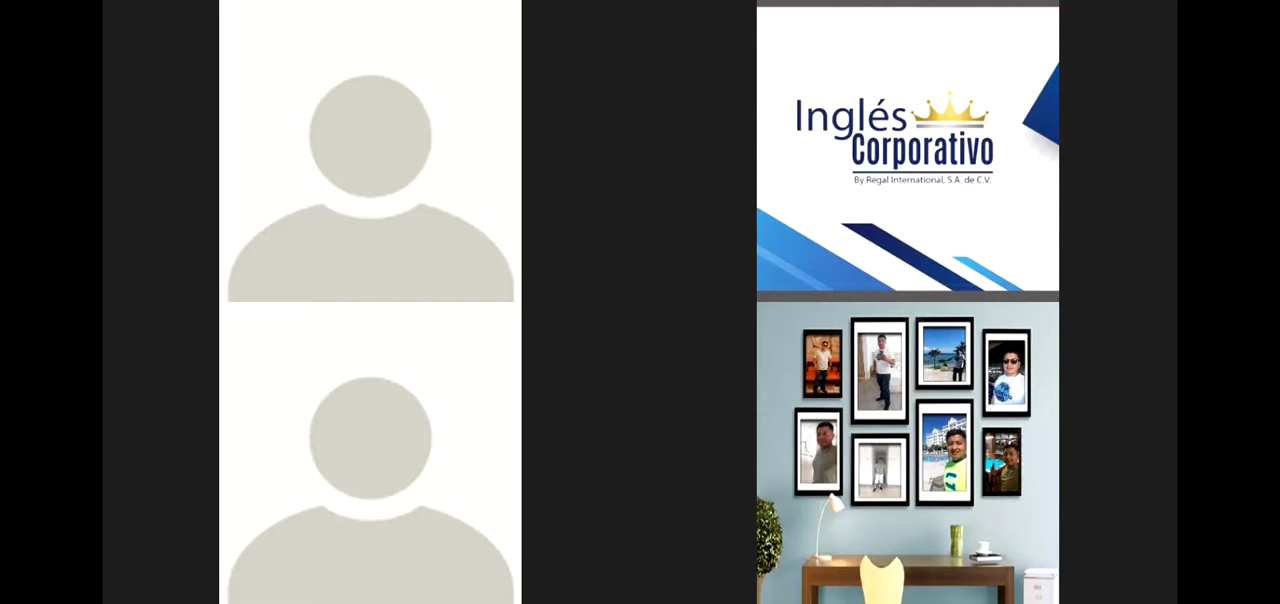 Inglés
Corporativo
By Regal International, S.A. de C.V.